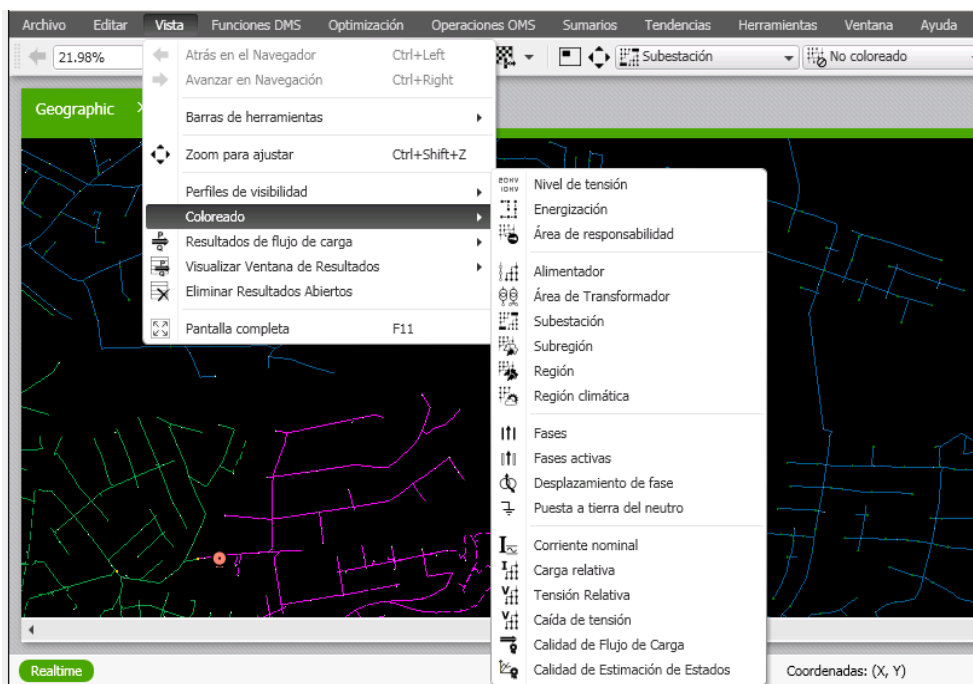 Archivo Editar Vista Funciones DMS Optimización Operaciones OMS Sumarios Tendencias Herramientas Ventana Ayuda
21.98% Subestación No coloreado
Geographic
Atrás en el Navegador Ctrl+Left
Avanzar en Navegación Ctrl+Right
Barras de herramientas
Zoom para ajustar Ctrl+Shift+Z
Perfiles de visibilidad
Coloreado
Resultados de flujo de carga
Visualizar Ventana de Resultados
Eliminar Resultados Abiertos
Pantalla completa F11
Nivel de tensión
Energización
Área de responsabilidad
Alimentador
Área de Transformador
Subestación
Subregión
Región
Región climática
Fases
Fases activas
Desplazamiento de fase
Puesta a tierra del neutro
Corriente nominal
Carga relativa
Tensión Relativa
Caída de tensión
Calidad de Flujo de Carga
Calidad de Estimación de Estados
Realtime Coordenadas: (X, Y)